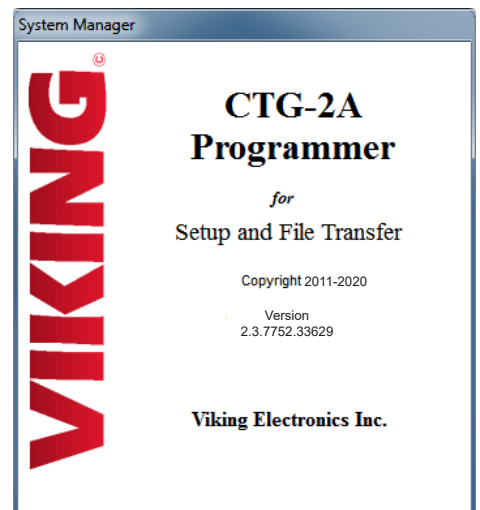 System Manager
VIKING
©
CTG-2A
Programmer
for
Setup and File Transfer
Copyright 2011-2020
Version
2.3.7752.33629
Viking Electronics Inc.